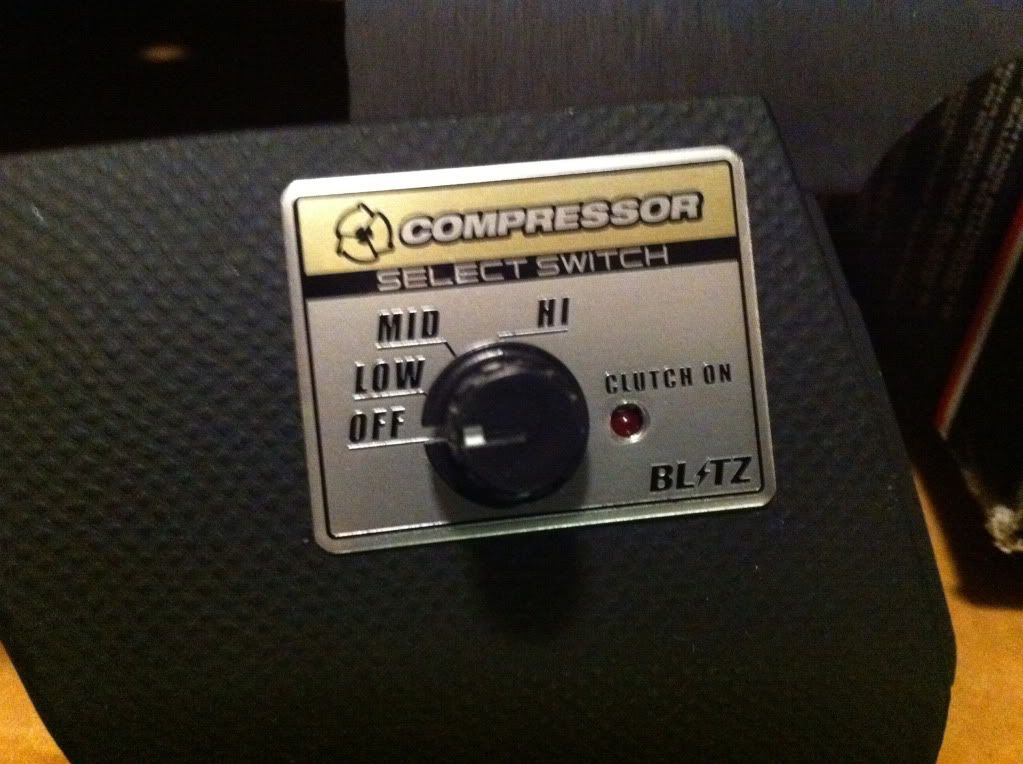 COMPRESSOR
SELECT SWITCH
MID
HI
LOW
CLUTCH ON
OFF
BLITZ